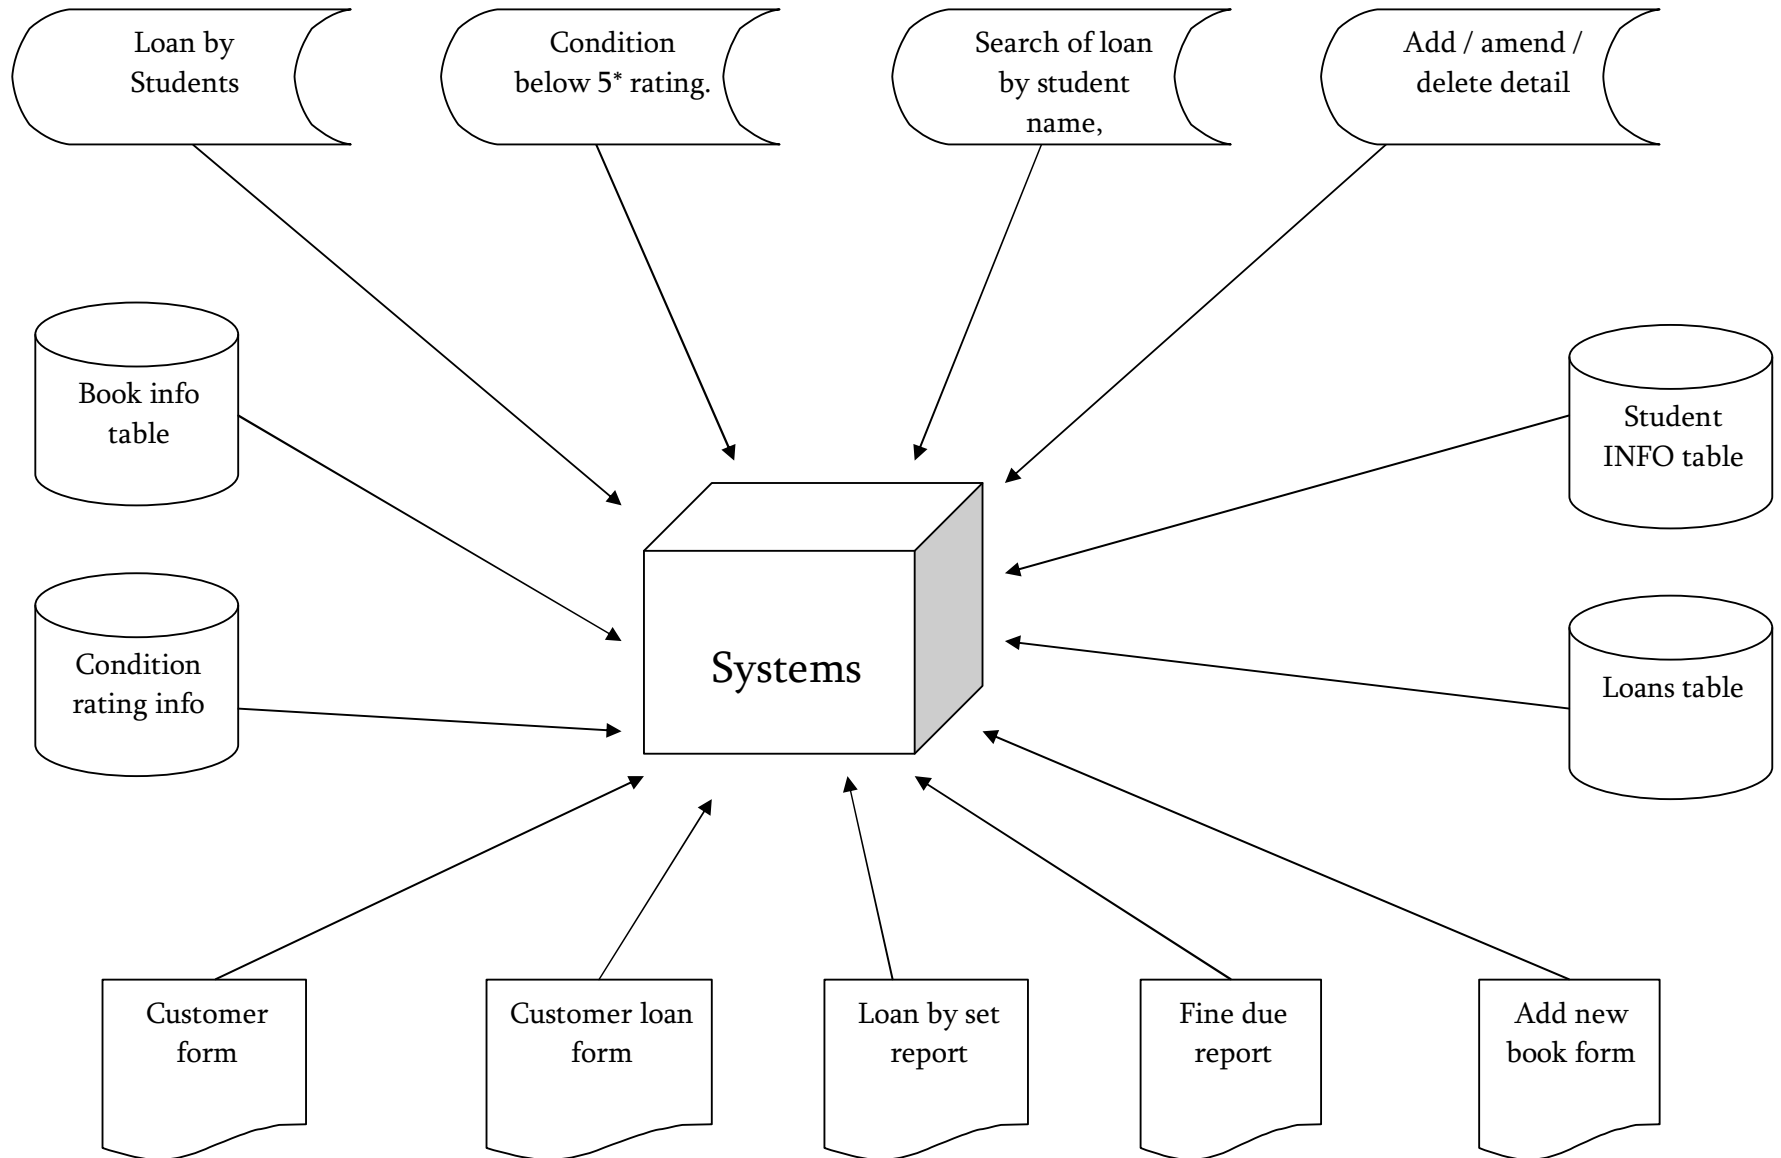 Loan by
Students
Condition
below 5* rating.
Search of loan
by student
name,
Add / amend /
delete detail
Book info
table
Student
INFO table
Condition
rating info
Systems
Loans table
Customer
form
Customer loan
form
Loan by set
report
Fine due
report
Add new
book form